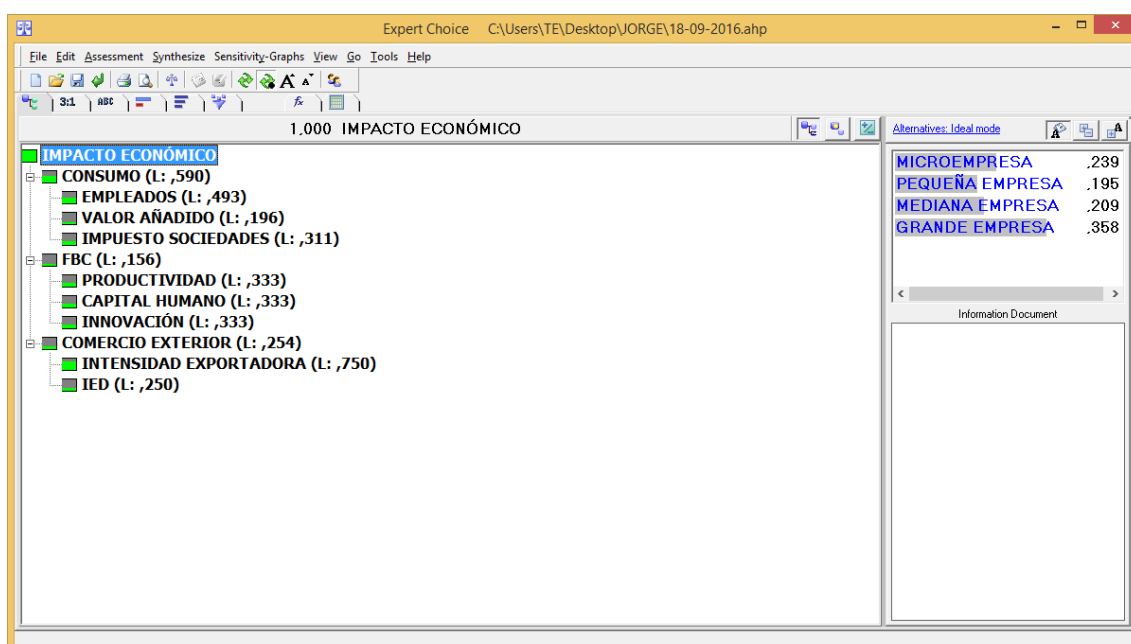 Expert Choice C:\Users\TE\Desktop\JORGE\18-09-2016.ahp
File Edit Assessment Synthesize Sensitivity-Graphs View Go Tools Help
A A
3:1 ABC fx
1,000 IMPACTO ECONÓMICO
Alternatives: Ideal mode
A A
IMPACTO ECONÓMICO
CONSUMO (L: ,590)
EMPLEADOS (L: ,493)
VALOR AÑADIDO (L: ,196)
IMPUESTO SOCIEDADES (L: ,311)
FBC (L: ,156)
PRODUCTIVIDAD (L: ,333)
CAPITAL HUMANO (L: ,333)
INNOVACIÓN (L: ,333)
COMERCIO EXTERIOR (L: ,254)
INTENSIDAD EXPORTADORA (L: ,750)
IED (L: ,250)
MICROEMPRESA ,239
PEQUEÑA EMPRESA ,195
MEDIANA EMPRESA ,209
GRANDE EMPRESA ,358
Information Document